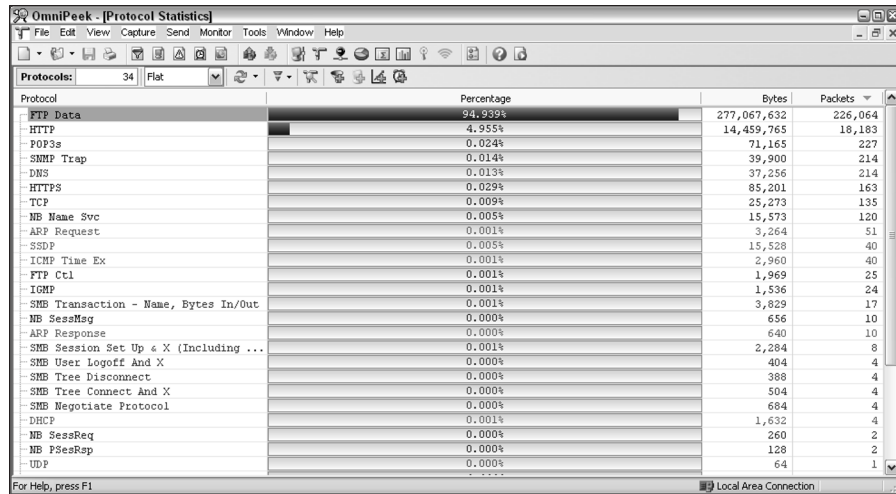 OmniPeek - [Protocol Statistics]
File Edit View Capture Send Monitor Tools Window Help
Protocols: 34 Flat
Protocol Percentage Bytes Packets
FTP Data 94.939% 277,067,632 226,064
HTTP 4.955% 14,459,765 18,183
POP3s 0.024% 71,165 227
SNMP Trap 0.014% 39,900 214
DNS 0.013% 37,256 214
HTTPS 0.029% 85,201 163
TCP 0.009% 25,273 135
NB Name Svc 0.005% 15,573 120
ARP Request 0.001% 3,264 51
SSDP 0.005% 15,528 40
ICMP Time Ex 0.001% 2,960 40
FTP Ctl 0.001% 1,969 25
IGMP 0.001% 1,536 24
SMB Transaction - Name, Bytes In/Out 0.001% 3,829 17
NB SessMsg 0.000% 656 10
ARP Response 0.000% 640 10
SMB Session Set Up & X (Including ... 0.001% 2,284 8
SMB User Logoff And X 0.000% 404 4
SMB Tree Disconnect 0.000% 388 4
SMB Tree Connect And X 0.000% 504 4
SMB Negotiate Protocol 0.000% 684 4
DHCP 0.001% 1,632 4
NB SessReq 0.000% 260 2
NB PSesRsp 0.000% 128 2
UDP 0.000% 64 1
For Help, press F1 Local Area Connection